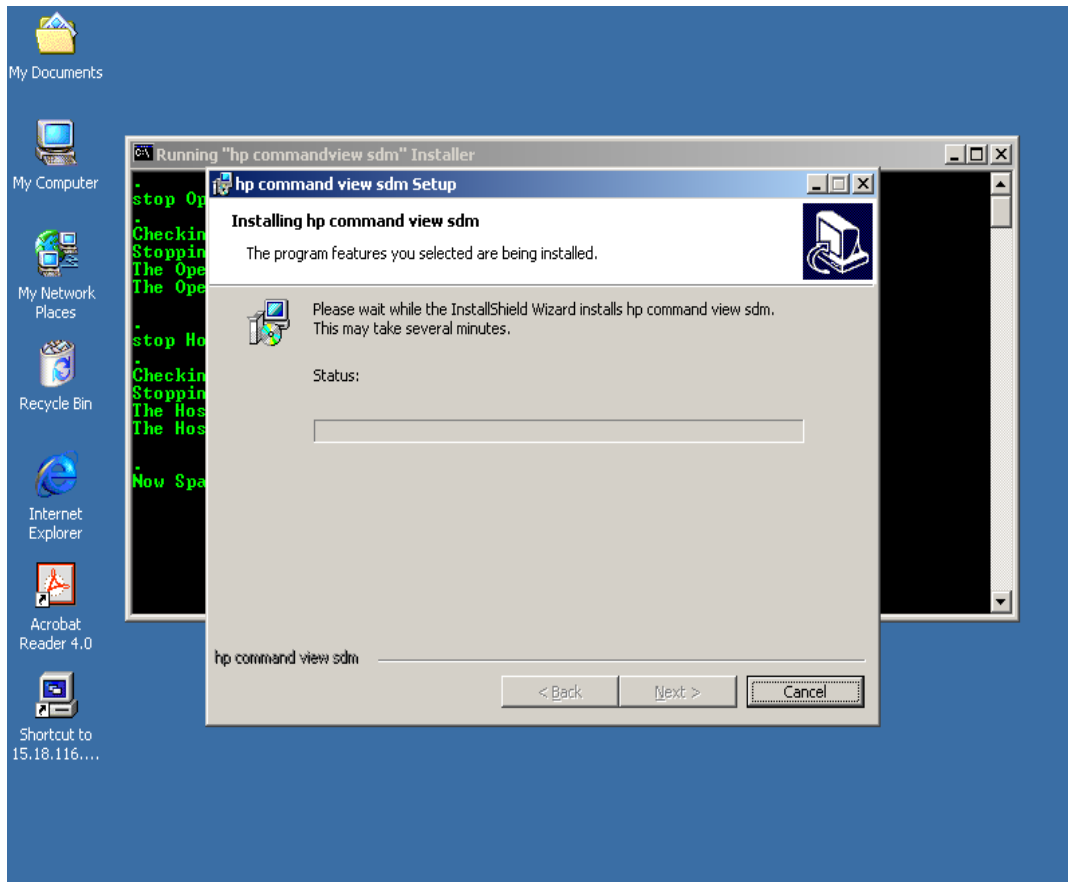 My Documents
My Computer
My Network
Places
Recycle Bin
Internet
Explorer
Acrobat
Reader 4.0
Shortcut to
15.18.116....
Running "hp commandview sdm" Installer
.
stop Op
.
Checkin
Stoppin
The Ope
The Ope
.
stop Ho
.
Checkin
Stoppin
The Hos
The Hos
.
Now Spa
hp command view sdm Setup
Installing hp command view sdm
The program features you selected are being installed.
Please wait while the InstallShield Wizard installs hp command view sdm.
This may take several minutes.
Status:
hp command view sdm
< Back
Next >
Cancel